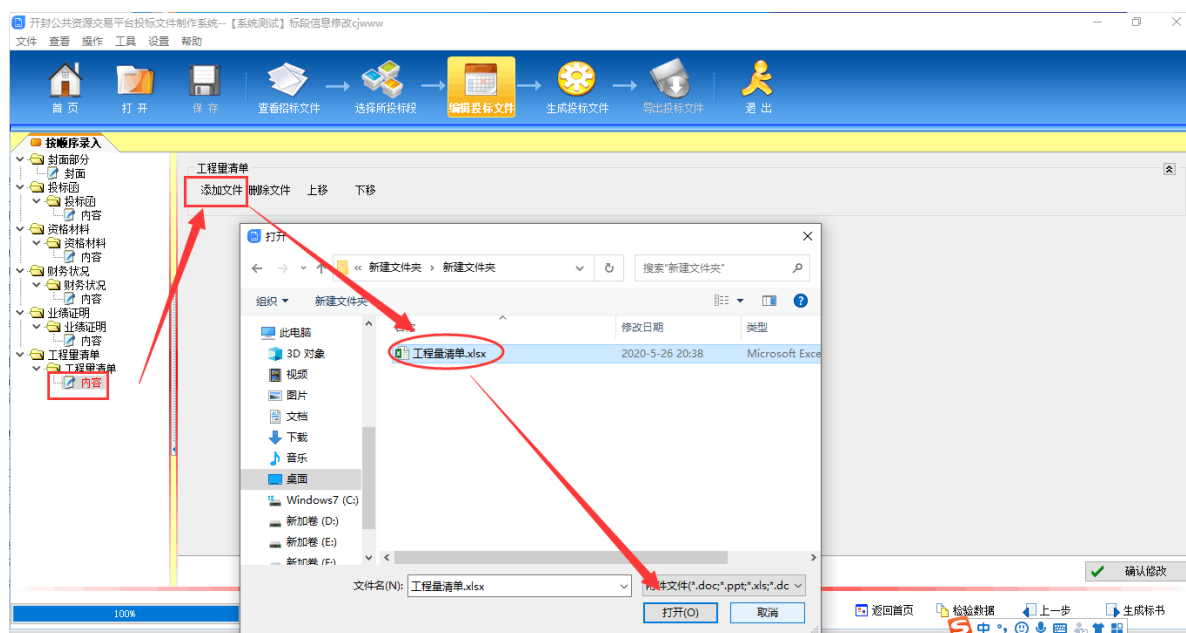 开封公共资源交易平台投标文件制作系统--【系统测试】标段信息修改cjwww
文件 查看 操作 工具 设置 帮助
首页 打开 保存 查看招标文件 选择所投标段 编辑投标文件 生成投标文件 导出投标文件 退出
按顺序录入
封面部分
封面
投标函
投标函
内容
资格材料
资格材料
内容
财务状况
财务状况
内容
业绩证明
业绩证明
内容
工程量清单
工程量清单
内容
工程量清单
添加文件 删除文件 上移 下移
打开
« 新建文件夹 › 新建文件夹
搜索"新建文件夹"
组织 新建文件夹
修改日期 类型
此电脑
3D 对象
视频
图片
文档
下载
音乐
桌面
Windows7 (C:)
新加卷 (D:)
新加卷 (E:)
新加卷 (F:)
工程量清单.xlsx 2020-5-26 20:38 Microsoft Exce
文件名(N): 工程量清单.xlsx
文件(*.doc;*.ppt;*.xls;*.dc
打开(O) 取消
确认修改
100%
返回首页 检验数据 上一步 生成标书
中